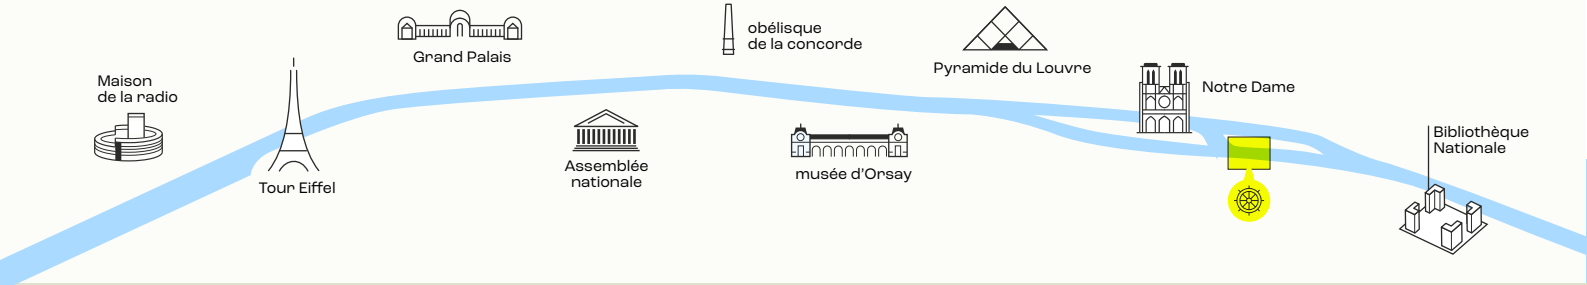 Maison
de la radio
Tour Eiffel
Grand Palais
Assemblée
nationale
obélisque
de la concorde
musée d'Orsay
Pyramide du Louvre
Notre Dame
Bibliothèque
Nationale